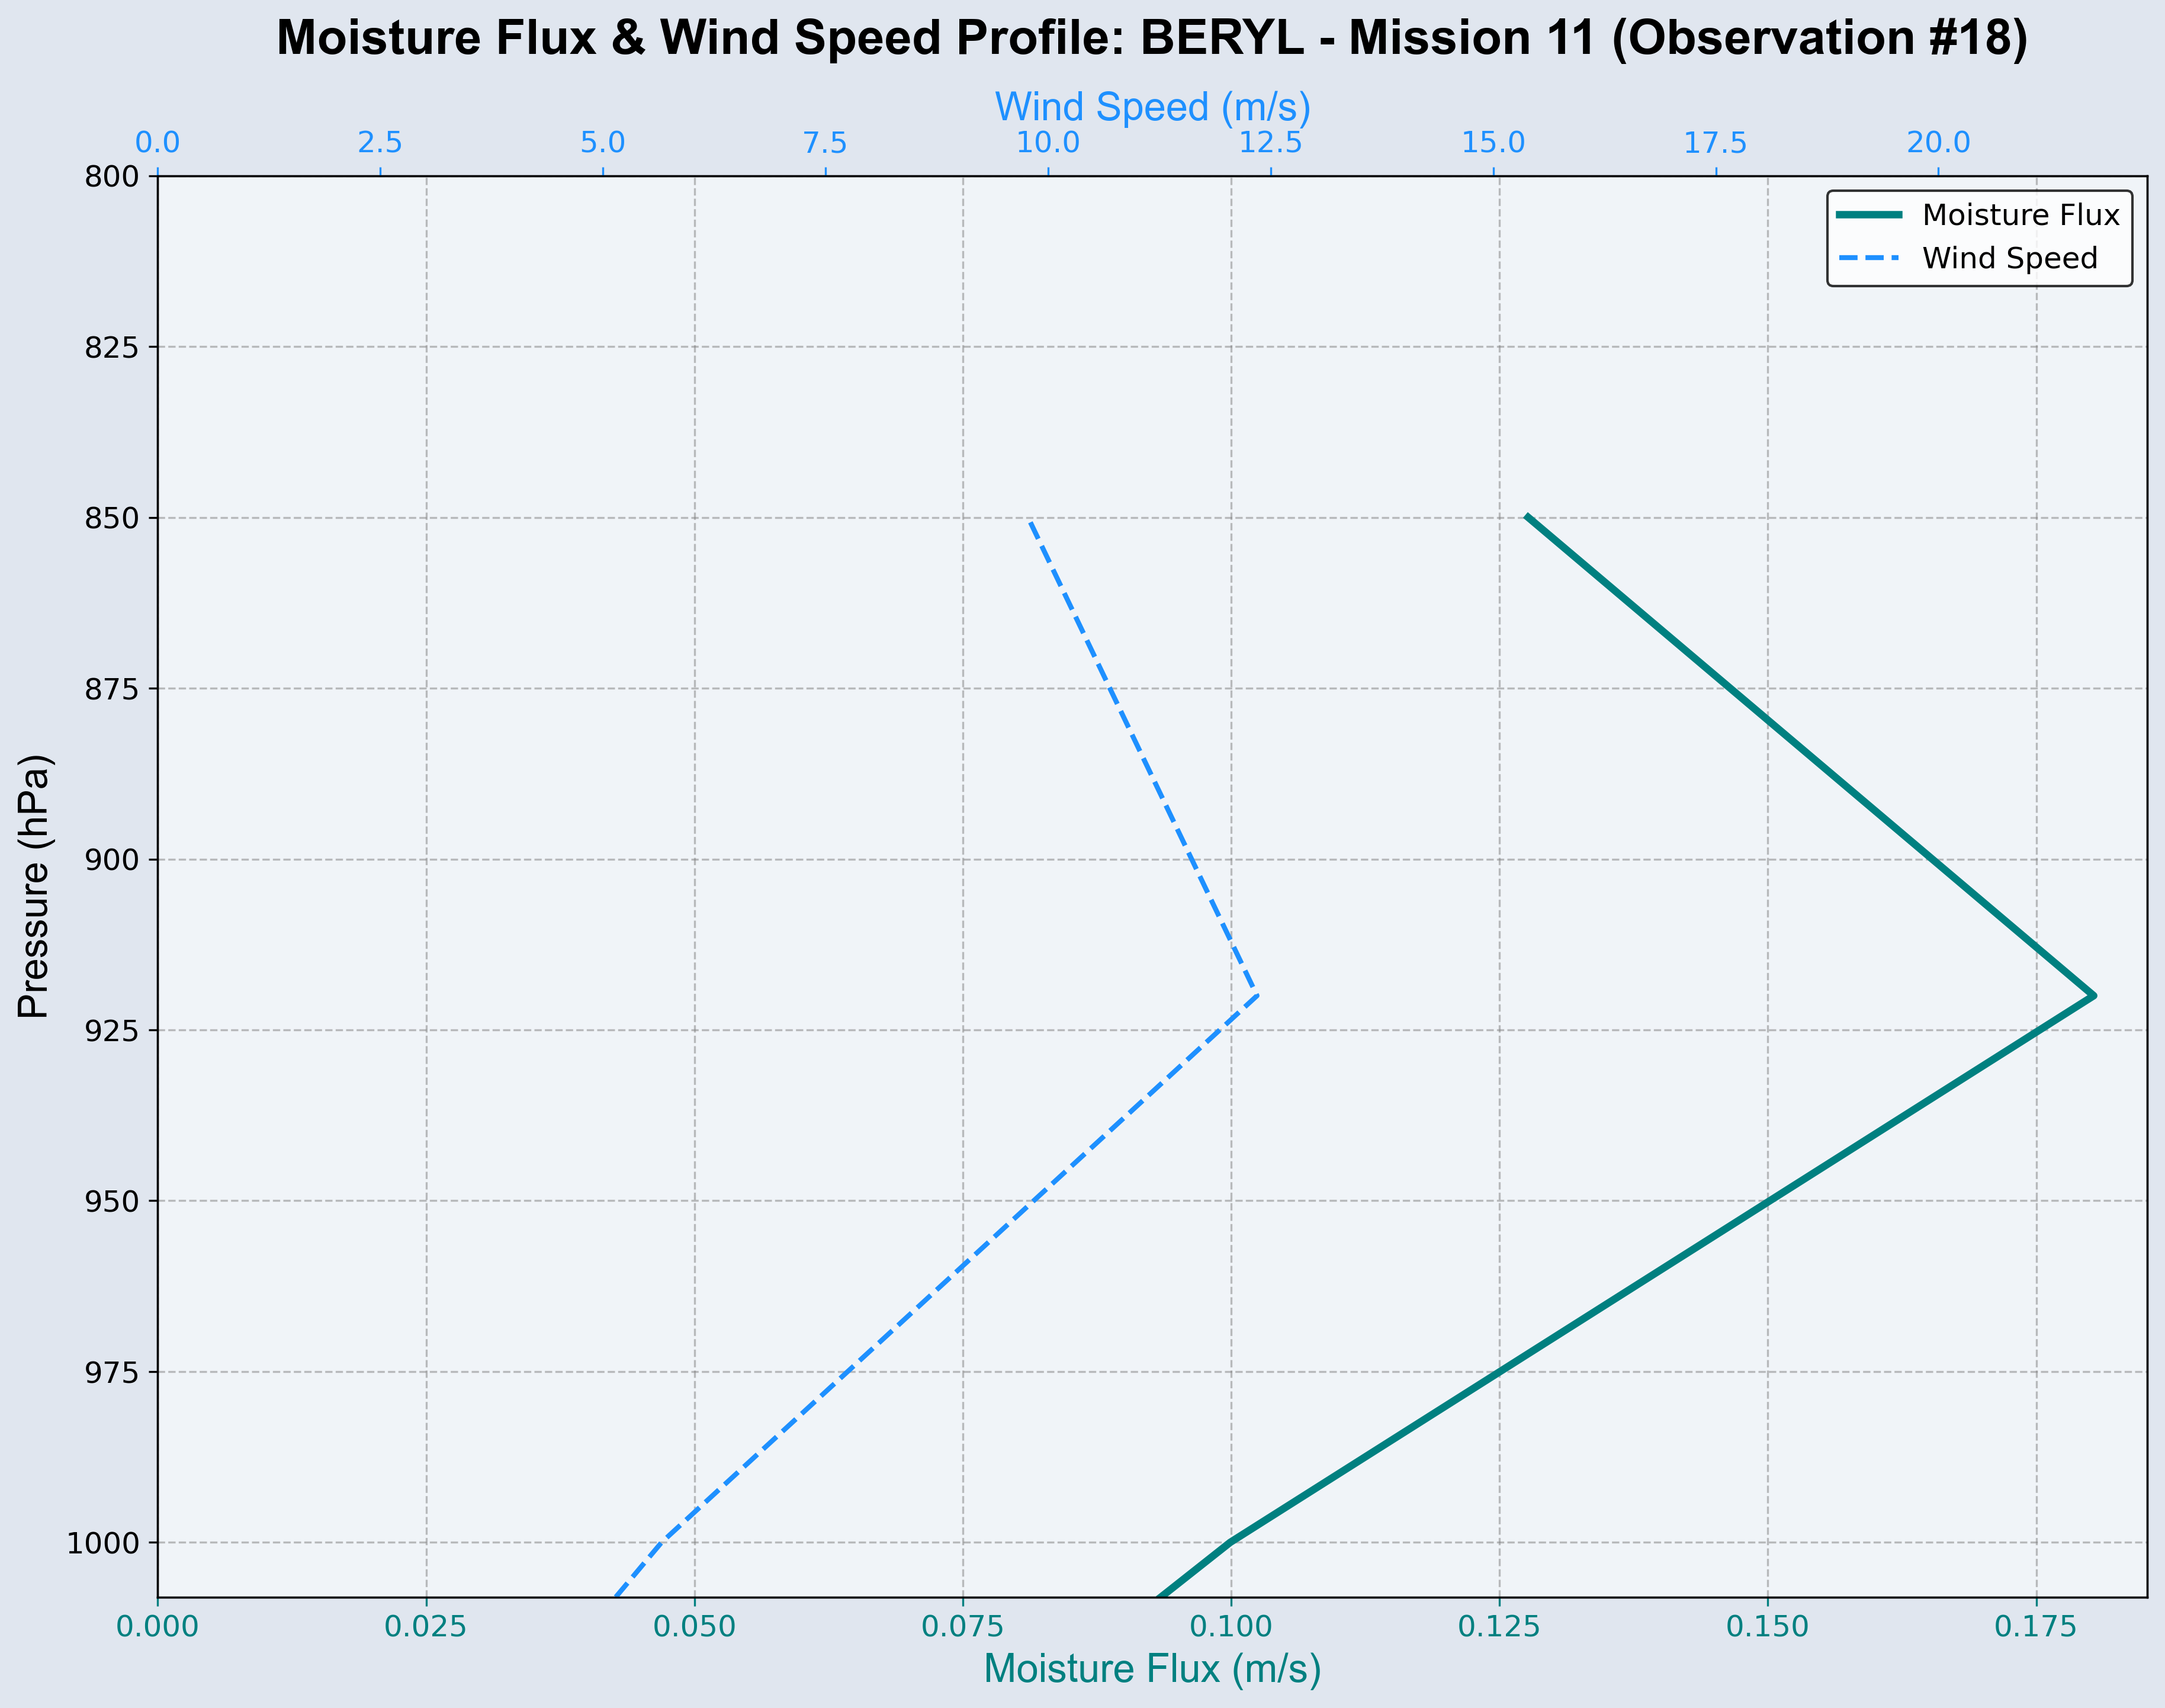 Moisture Flux & Wind Speed Profile: BERYL - Mission 11 (Observation #18)
Wind Speed (m/s)
0.0 2.5 5.0 7.5 10.0 12.5 15.0 17.5 20.0
Moisture Flux
Wind Speed
Pressure (hPa)
800
825
850
875
900
925
950
975
1000
0.000 0.025 0.050 0.075 0.100 0.125 0.150 0.175
Moisture Flux (m/s)